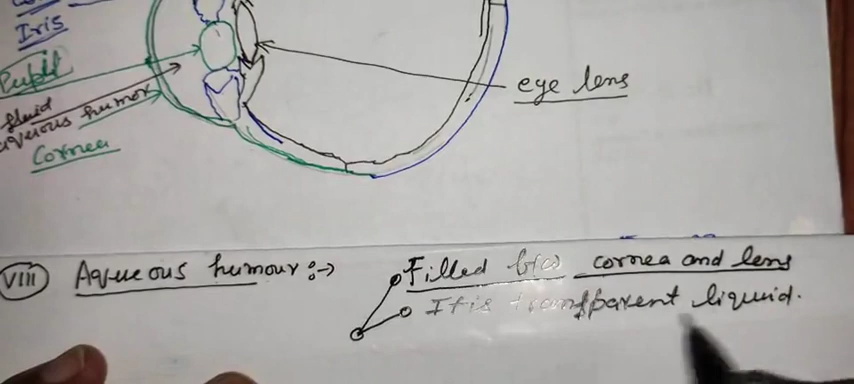 Iris
Pupil
fluid
aqueous humor
Cornea
eye lens
VIII Aqueous humour :→ Filled b/w cornea and lens
It is transparent liquid.